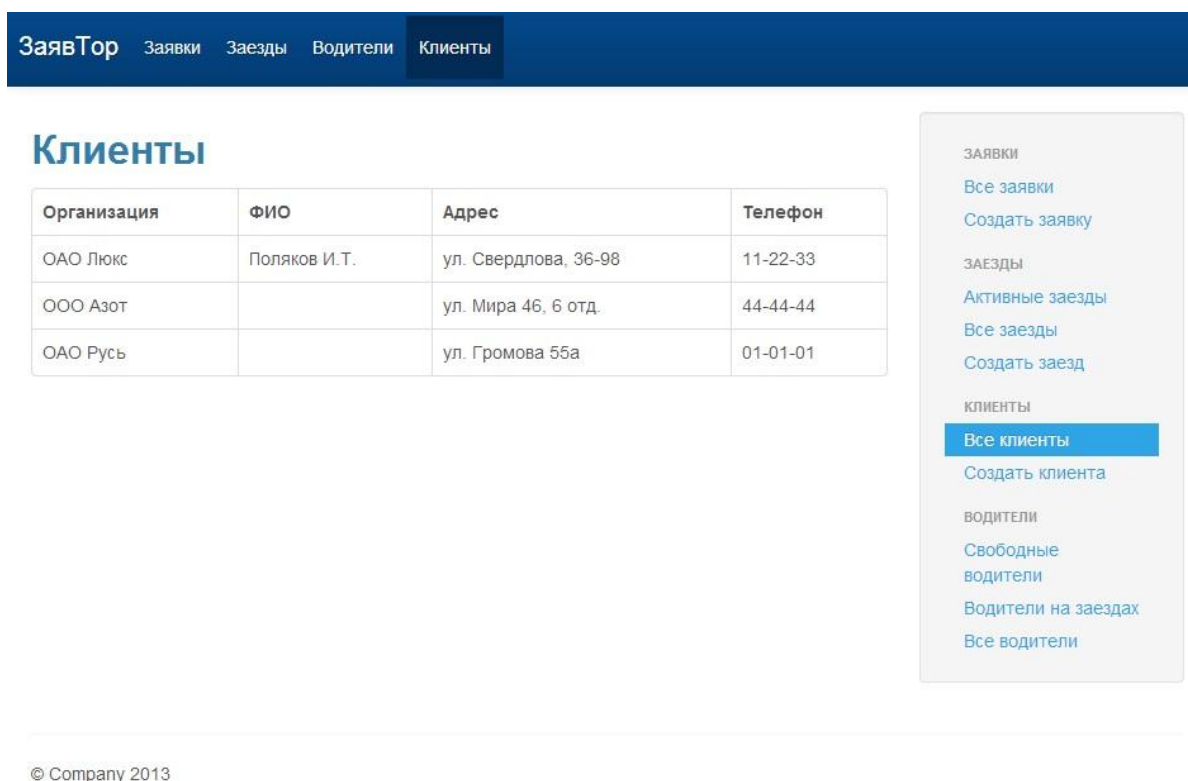 ЗаявТор Заявки Заезды Водители Клиенты
Клиенты
Организация ФИО Адрес Телефон
ОАО Люкс Поляков И.Т. ул. Свердлова, 36-98 11-22-33
ООО Азот ул. Мира 46, 6 отд. 44-44-44
ОАО Русь ул. Громова 55а 01-01-01
ЗАЯВКИ
Все заявки
Создать заявку
ЗАЕЗДЫ
Активные заезды
Все заезды
Создать заезд
КЛИЕНТЫ
Все клиенты
Создать клиента
ВОДИТЕЛИ
Свободные
водители
Водители на заездах
Все водители
© Company 2013